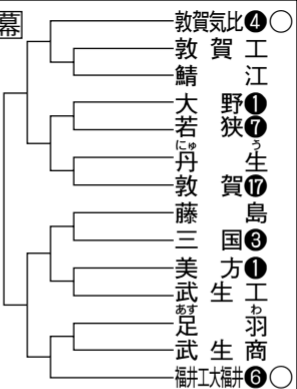 幕
敦賀気比❹○
敦賀工
鯖江
大野❶
若狭❼
にゅう
丹生
敦賀⓱
藤島
三国❸
美方❶
武生工
あすわ
足羽
武生商
福井工大福井❻○